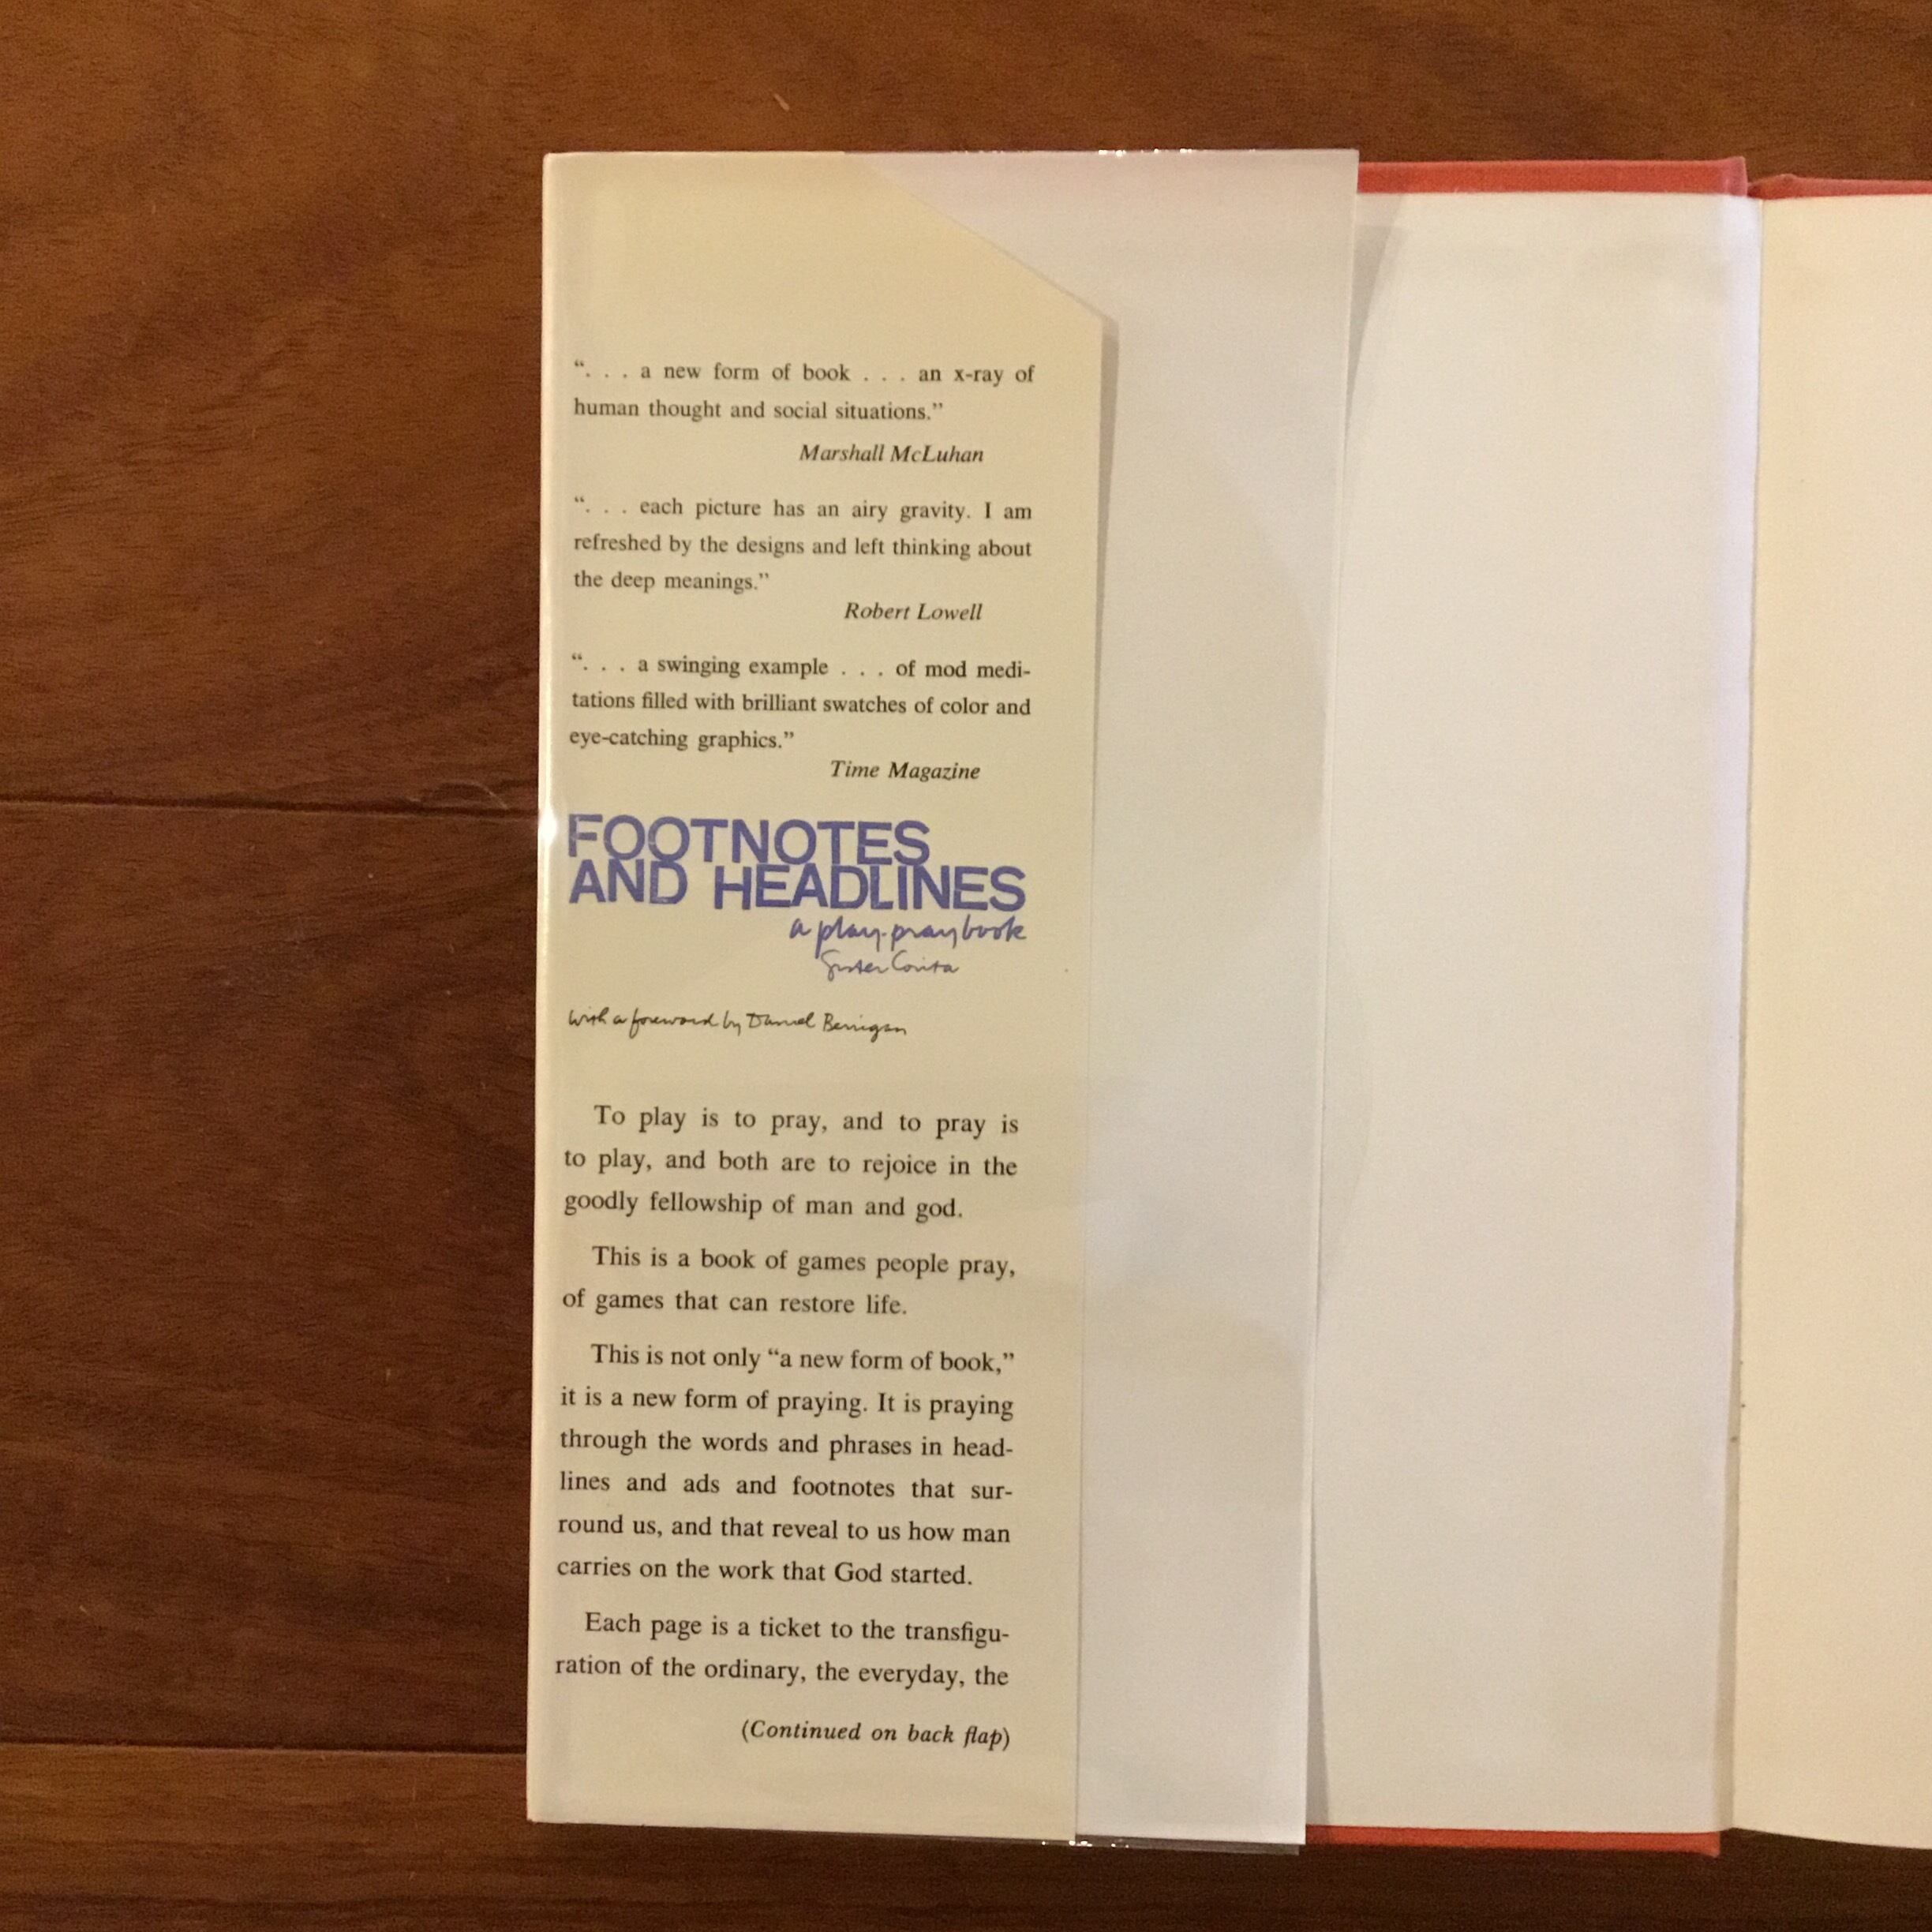 “. . . a new form of book . . . an x-ray of
human thought and social situations.”
Marshall McLuhan
“. . . each picture has an airy gravity. I am
refreshed by the designs and left thinking about
the deep meanings.”
Robert Lowell
“. . . a swinging example . . . of mod medi-
tations filled with brilliant swatches of color and
eye-catching graphics.”
Time Magazine
FOOTNOTES
AND HEADLINES
a play-pray book
Sister Corita
with a foreword by Daniel Berrigan
To play is to pray, and to pray is
to play, and both are to rejoice in the
goodly fellowship of man and god.
This is a book of games people pray,
of games that can restore life.
This is not only “a new form of book,”
it is a new form of praying. It is praying
through the words and phrases in head-
lines and ads and footnotes that sur-
round us, and that reveal to us how man
carries on the work that God started.
Each page is a ticket to the transfigu-
ration of the ordinary, the everyday, the
(Continued on back flap)